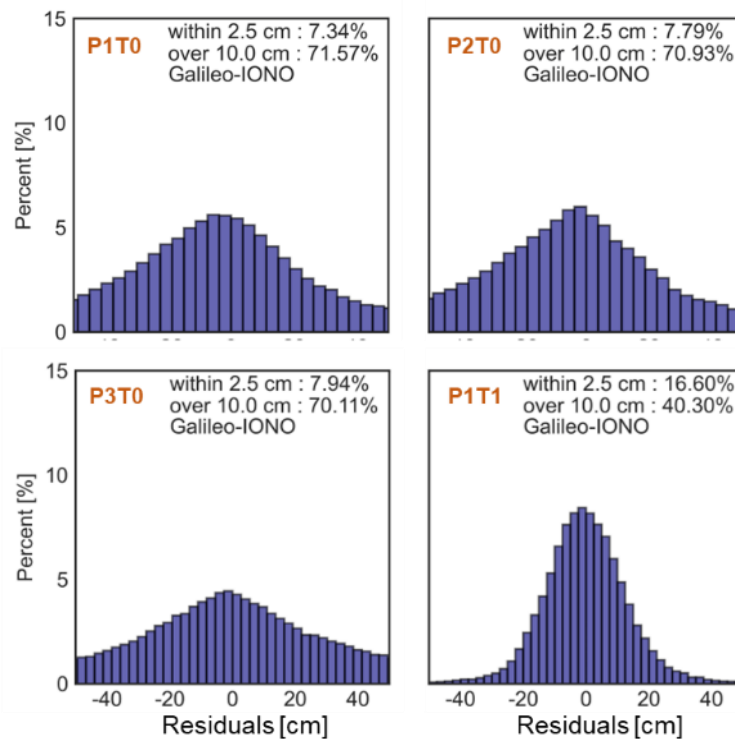 15
P1T0
within 2.5 cm : 7.34%
over 10.0 cm : 71.57%
Galileo-IONO
10
5
0
Percent [%]
P2T0
within 2.5 cm : 7.79%
over 10.0 cm : 70.93%
Galileo-IONO
15
P3T0
within 2.5 cm : 7.94%
over 10.0 cm : 70.11%
Galileo-IONO
10
5
0
Percent [%]
-40 -20 0 20 40
Residuals [cm]
P1T1
within 2.5 cm : 16.60%
over 10.0 cm : 40.30%
Galileo-IONO
-40 -20 0 20 40
Residuals [cm]